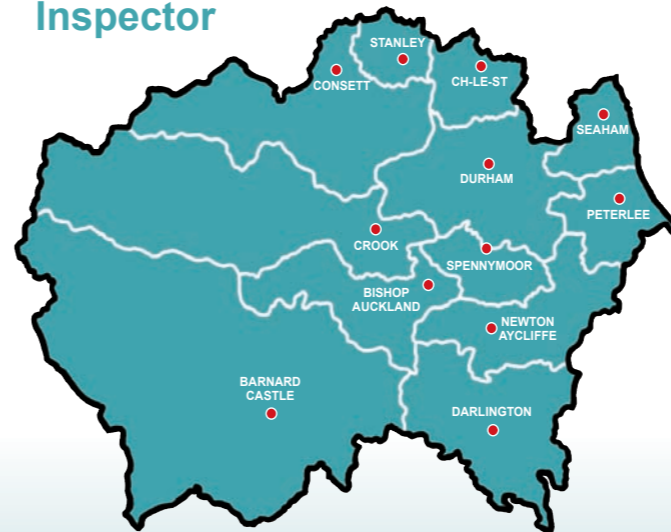 Inspector
STANLEY
CONSETT
CH-LE-ST
SEAHAM
DURHAM
PETERLEE
CROOK
SPENNYMOOR
BISHOP
AUCKLAND
NEWTON
AYCLIFFE
BARNARD
CASTLE
DARLINGTON